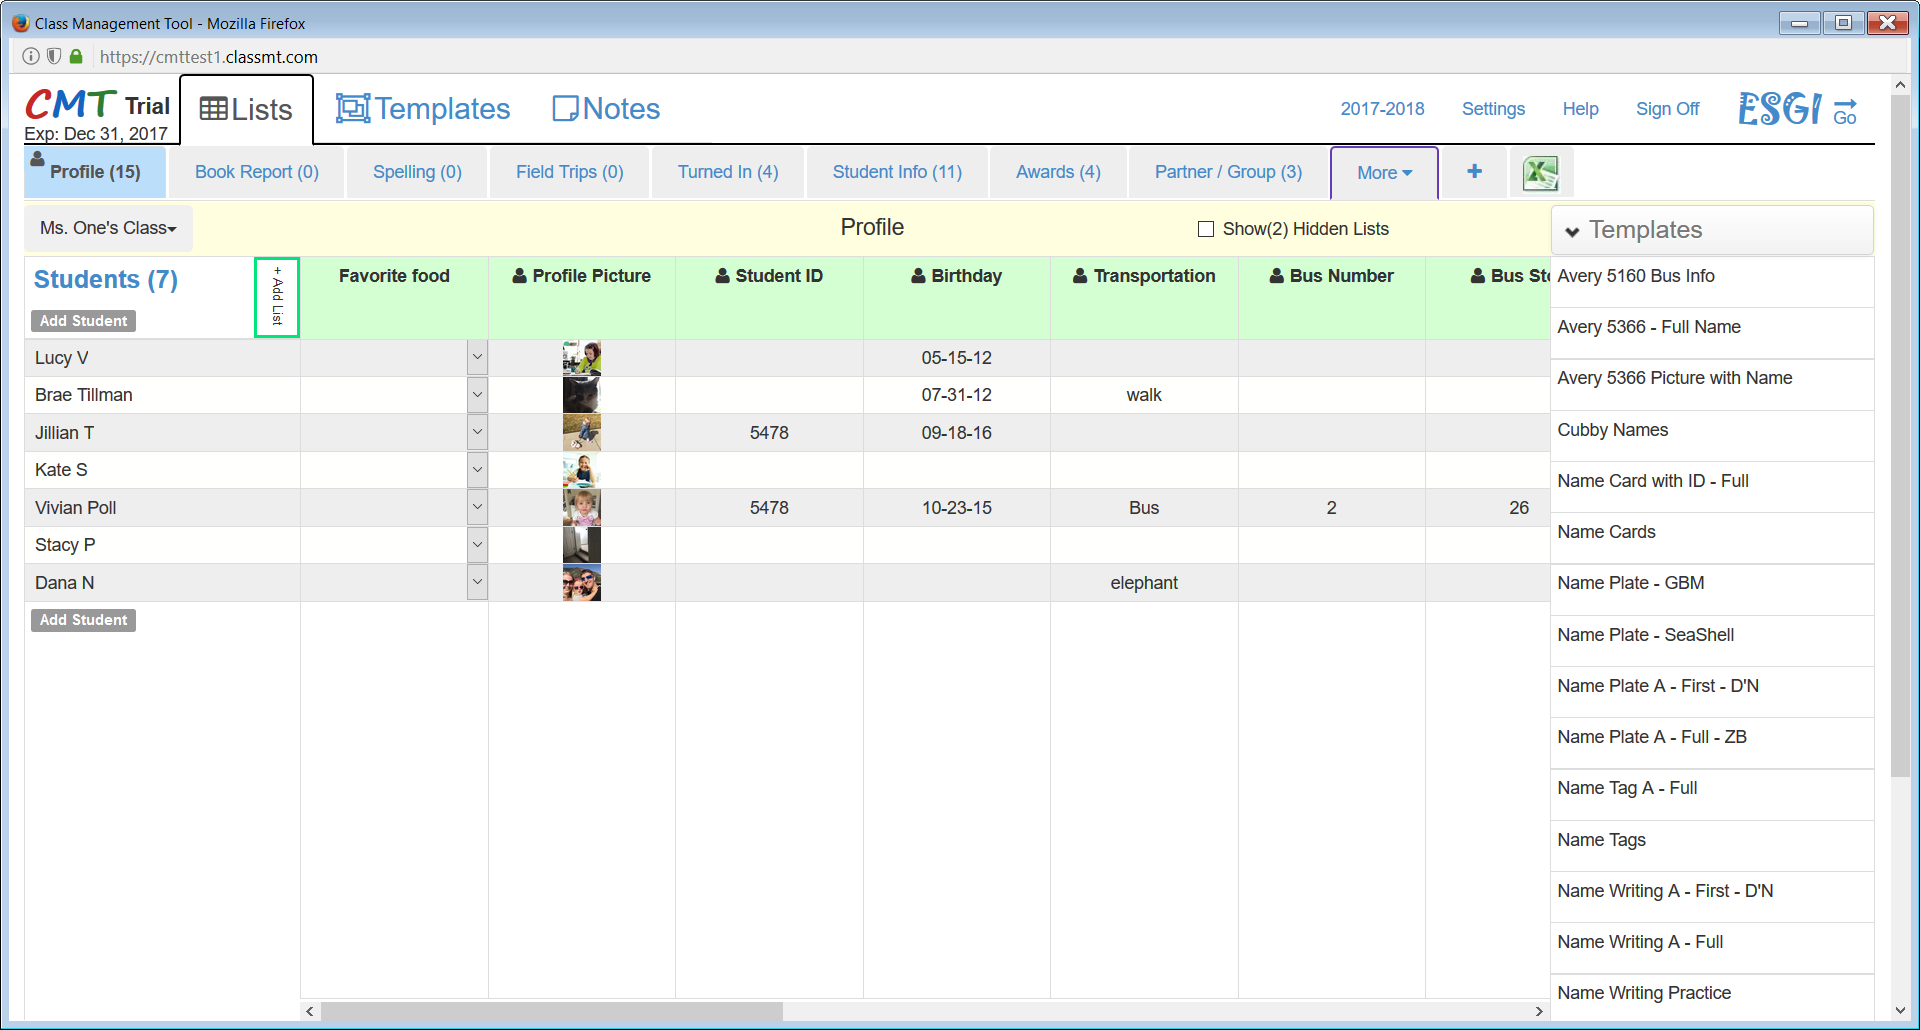 Class Management Tool - Mozilla Firefox
https://cmttest1.classmt.com
CMT Trial
Exp: Dec 31, 2017
Lists
Templates
Notes
2017-2018
Settings
Help
Sign Off
ESGI
Go
Profile (15)
Book Report (0)
Spelling (0)
Field Trips (0)
Turned In (4)
Student Info (11)
Awards (4)
Partner / Group (3)
More
+
Ms. One's Class
Profile
Show(2) Hidden Lists
Templates
Students (7)
Add Student
+ Add List
Favorite food
Profile Picture
Student ID
Birthday
Transportation
Bus Number
Bus Sto
Lucy V 05-15-12
Brae Tillman 07-31-12 walk
Jillian T 5478 09-18-16
Kate S
Vivian Poll 5478 10-23-15 Bus 2 26
Stacy P
Dana N elephant
Add Student
Avery 5160 Bus Info
Avery 5366 - Full Name
Avery 5366 Picture with Name
Cubby Names
Name Card with ID - Full
Name Cards
Name Plate - GBM
Name Plate - SeaShell
Name Plate A - First - D'N
Name Plate A - Full - ZB
Name Tag A - Full
Name Tags
Name Writing A - First - D'N
Name Writing A - Full
Name Writing Practice